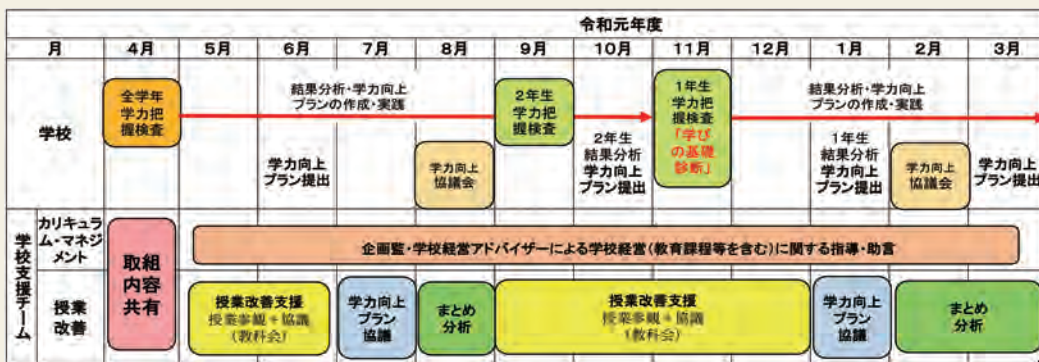 令和元年度
月 4月 5月 6月 7月 8月 9月 10月 11月 12月 1月 2月 3月
学校
全学年
学力把
握検査
結果分析・学力向上
プランの作成・実践
2年生
学力把
握検査
1年生
学力把
握検査
「学び
の基礎
診断」
結果分析・学力向上
プランの作成・実践
学力向上
プラン提出
学力向上
協議会
2年生
結果分析
学力向上
プラン提出
1年生
結果分析
学力向上
プラン提出
学力向上
協議会
学力向上
プラン提出
学校支援チーム
カリキュラ
ム・マネジ
メント
取組
内容
共有
企画監・学校経営アドバイザーによる学校経営(教育課程等を含む)に関する指導・助言
授業
改善
授業改善支援
授業参観+協議
(教科会)
学力向上
プラン
協議
まとめ
分析
授業改善支援
授業参観+協議
(教科会)
学力向上
プラン
協議
まとめ
分析